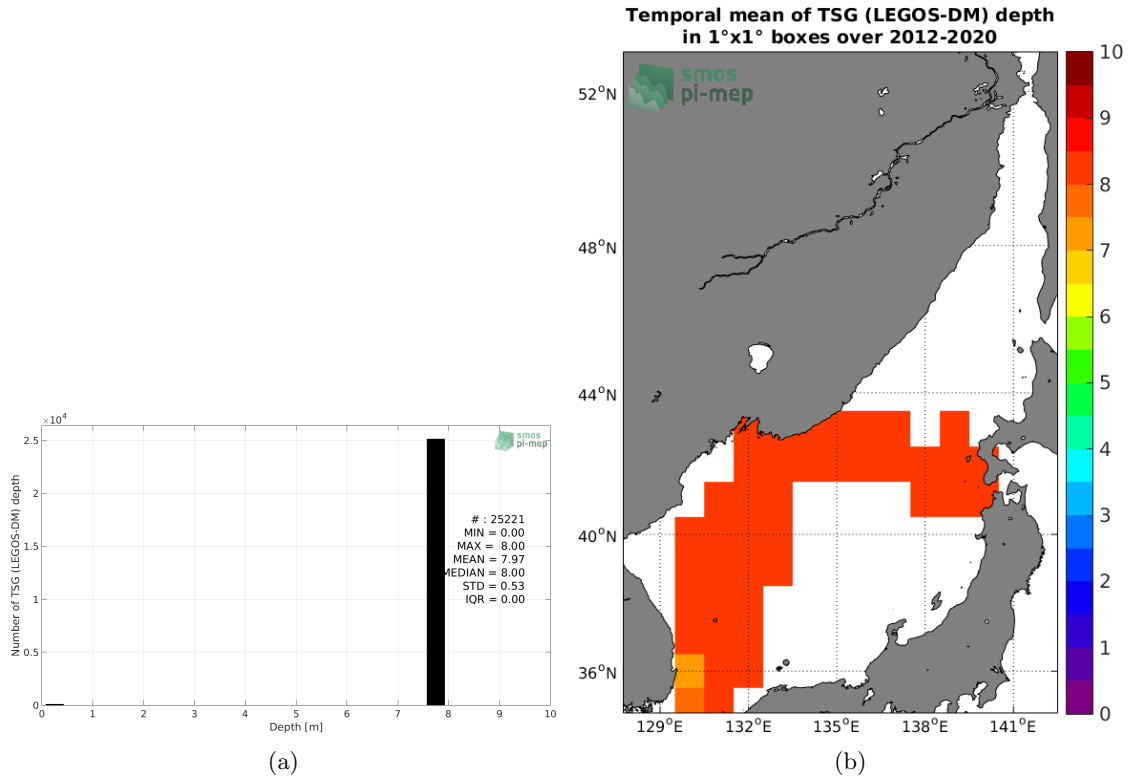 ×10⁴
2.5
2
1.5
1
0.5
0
Number of TSG (LEGOS-DM) depth
smos
pi-mep
# : 25221
MIN = 0.00
MAX = 8.00
MEAN = 7.97
MEDIAN = 8.00
STD = 0.53
IQR = 0.00
0 1 2 3 4 5 6 7 8 9 10
Depth [m]
(a)
Temporal mean of TSG (LEGOS-DM) depth
in 1°x1° boxes over 2012-2020
smos
pi-mep
52°N
48°N
44°N
40°N
36°N
129°E 132°E 135°E 138°E 141°E
10
9
8
7
6
5
4
3
2
1
0
(b)